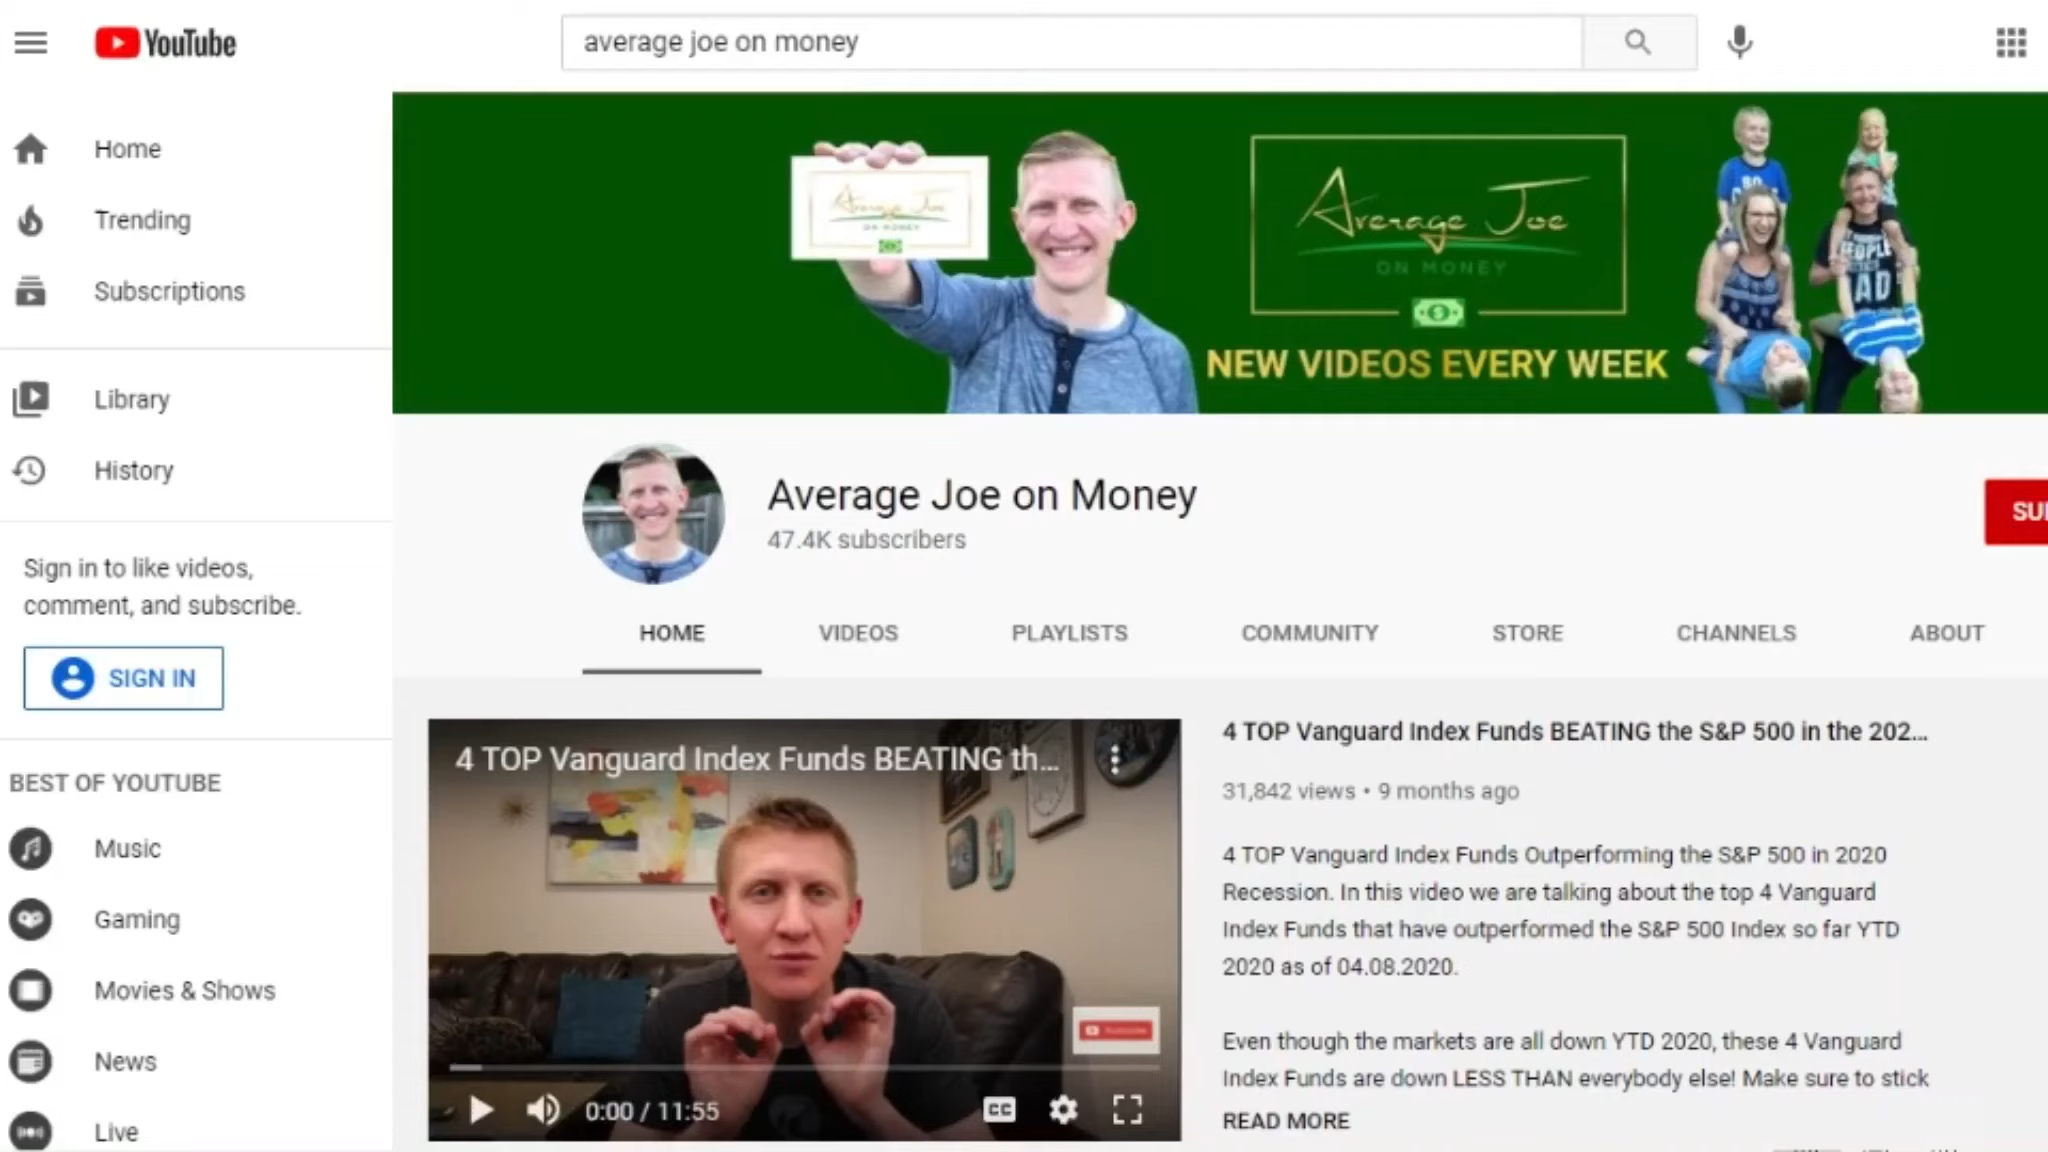 YouTube
average joe on money
Home
Trending
Subscriptions
Library
History
Sign in to like videos,
comment, and subscribe.
SIGN IN
BEST OF YOUTUBE
Music
Gaming
Movies & Shows
News
Live
Average Joe
ON MONEY
Average Joe
ON MONEY
NEW VIDEOS EVERY WEEK
Average Joe on Money
47.4K subscribers
HOME
VIDEOS
PLAYLISTS
COMMUNITY
STORE
CHANNELS
ABOUT
4 TOP Vanguard Index Funds BEATING th...
CC
0:00 / 11:55
4 TOP Vanguard Index Funds BEATING the S&P 500 in the 202...
31,842 views • 9 months ago
4 TOP Vanguard Index Funds Outperforming the S&P 500 in 2020
Recession. In this video we are talking about the top 4 Vanguard
Index Funds that have outperformed the S&P 500 Index so far YTD
2020 as of 04.08.2020.
Even though the markets are all down YTD 2020, these 4 Vanguard
Index Funds are down LESS THAN everybody else! Make sure to stick
READ MORE